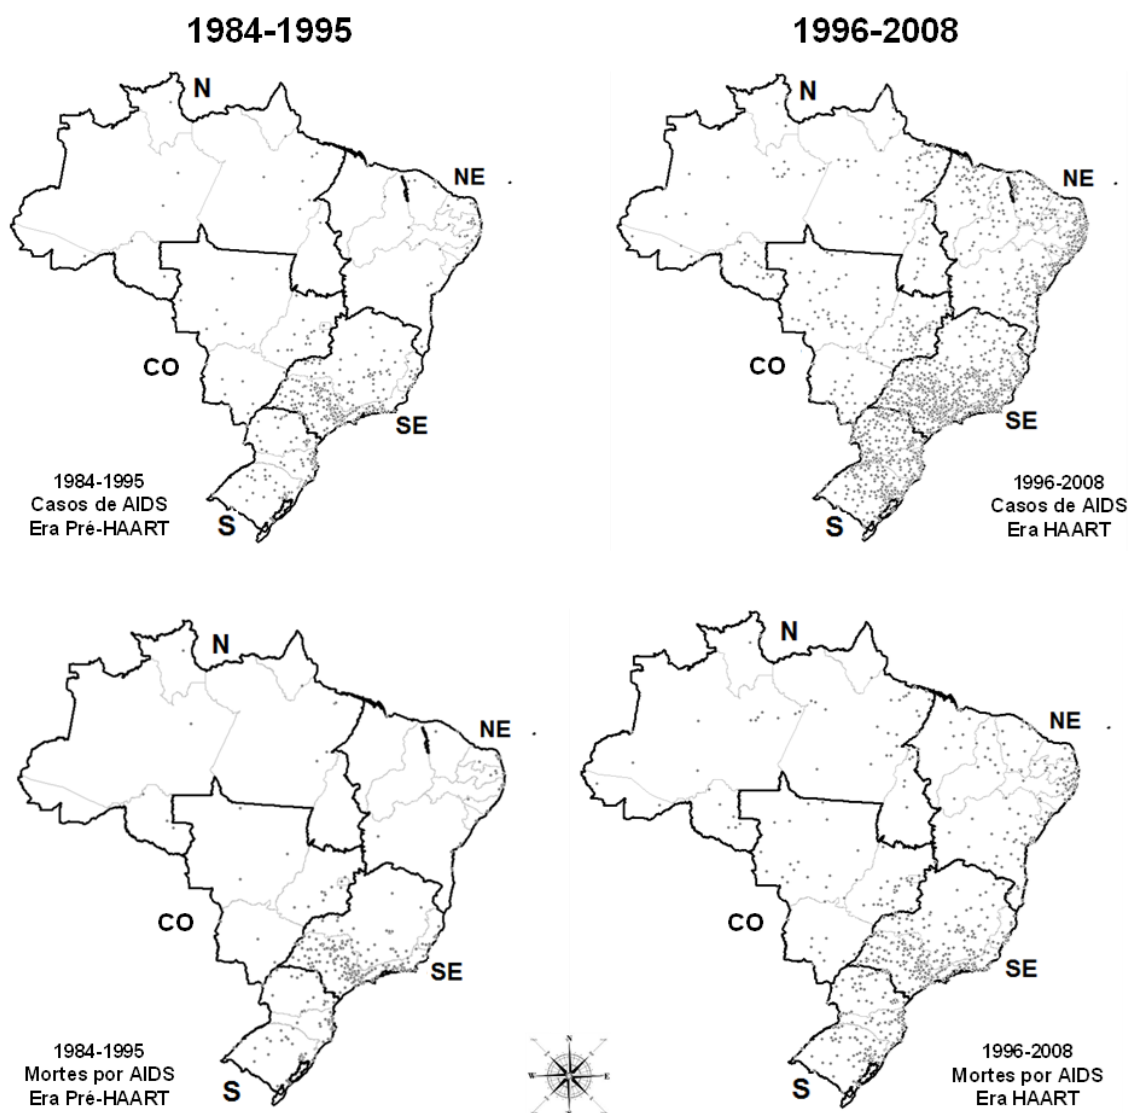 1984-1995
1996-2008
N
NE
CO
SE
S
1984-1995
Casos de AIDS
Era Pré-HAART
N
NE
CO
SE
S
1996-2008
Casos de AIDS
Era HAART
N
NE
CO
SE
S
1984-1995
Mortes por AIDS
Era Pré-HAART
N
W
E
N
NE
CO
SE
S
1996-2008
Mortes por AIDS
Era HAART